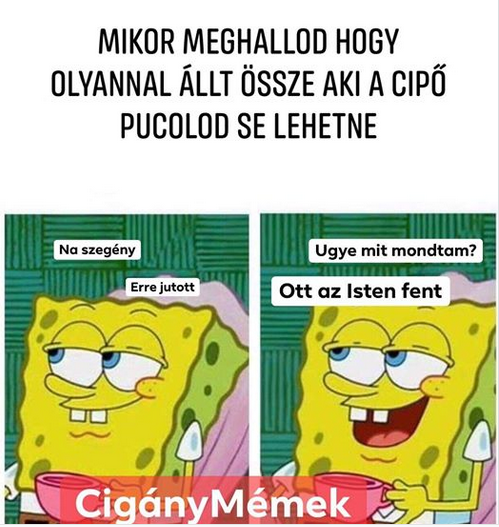 MIKOR MEGHALLOD HOGY
OLYANNAL ÁLLT ÖSSZE AKI A CIPŐ
PUCOLOD SE LEHETNE
Na szegény
Erre jutott
Ugye mit mondtam?
Ott az Isten fent
CigányMémek